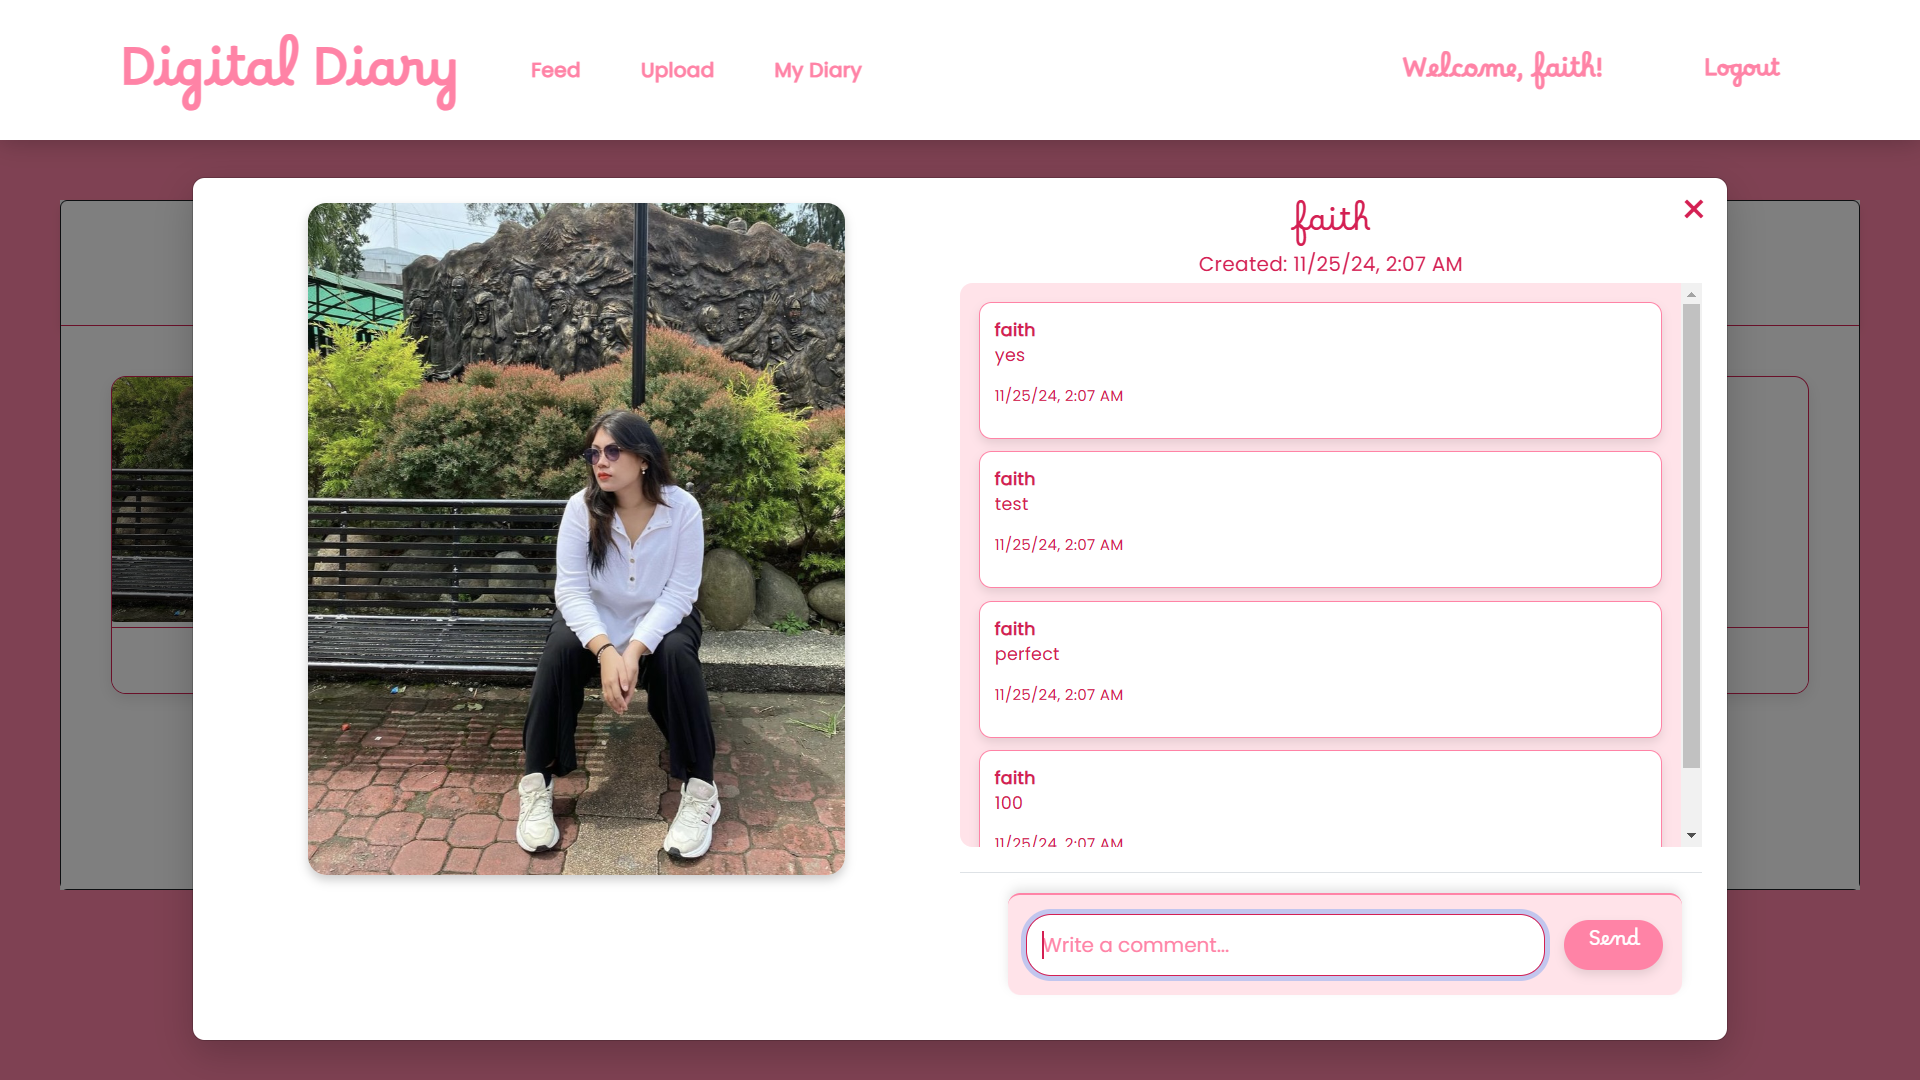 Digital Diary
Feed
Upload
My Diary
Welcome, faith!
Logout
faith
Created: 11/25/24, 2:07 AM
faith
yes
11/25/24, 2:07 AM
faith
test
11/25/24, 2:07 AM
faith
perfect
11/25/24, 2:07 AM
faith
100
11/25/24, 2:07 AM
Write a comment...
Send